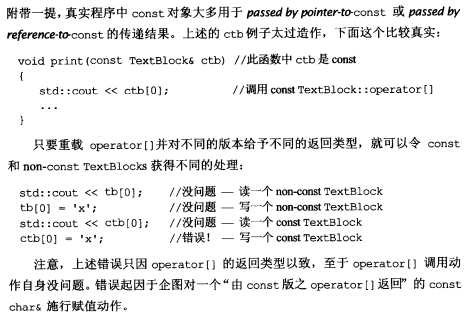 附带一提，真实程序中 const 对象大多用于 passed by pointer-to-const 或 passed by
reference-to-const 的传递结果。上述的 ctb 例子太过造作，下面这个比较真实：
void print(const TextBlock& ctb) //此函数中 ctb 是 const
{
std::cout << ctb[0]; //调用 const TextBlock::operator[]
...
}
只要重载 operator[]并对不同的版本给予不同的返回类型，就可以令 const
和 non-const TextBlocks 获得不同的处理：
std::cout << tb[0]; //没问题 — 读一个 non-const TextBlock
tb[0] = 'x'; //没问题 — 写一个 non-const TextBlock
std::cout << ctb[0]; //没问题 — 读一个 const TextBlock
ctb[0] = 'x'; //错误！ — 写一个 const TextBlock
注意，上述错误只因 operator[] 的返回类型以致，至于 operator[] 调用动
作自身没问题。错误起因于企图对一个“由 const 版之 operator[]返回”的 const
char& 施行赋值动作。